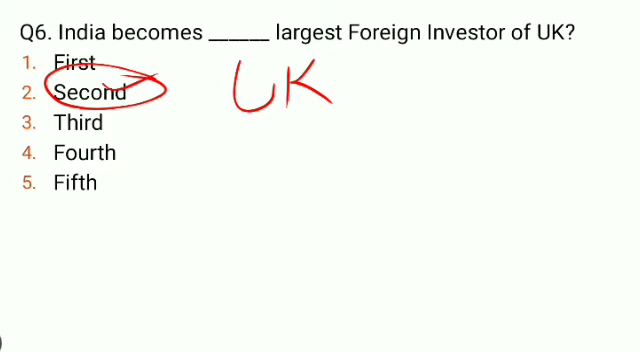 Q6. India becomes ______ largest Foreign Investor of UK?
1. First
2. Second
UK
3. Third
4. Fourth
5. Fifth